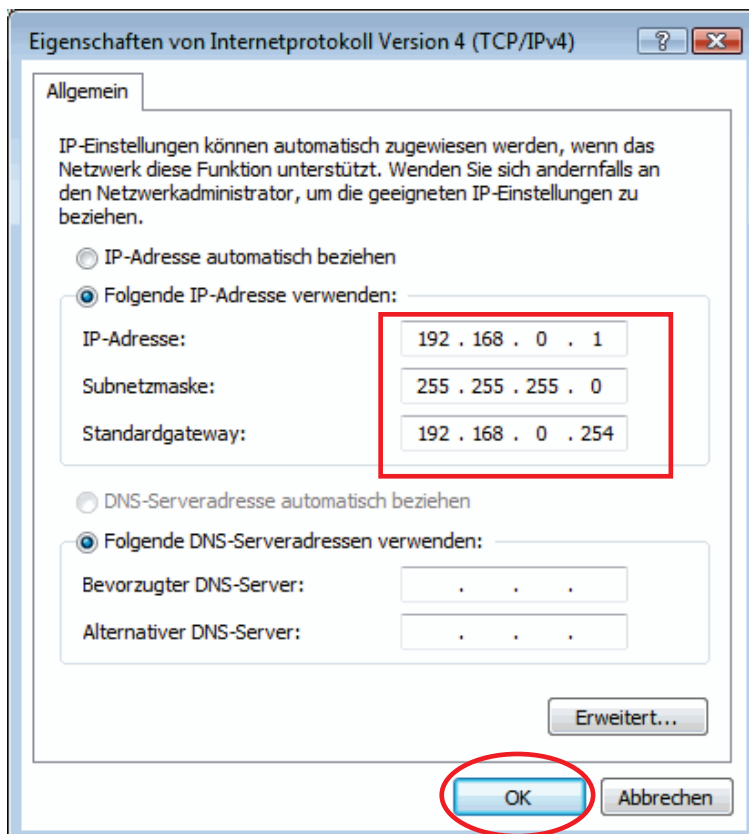 Eigenschaften von Internetprotokoll Version 4 (TCP/IPv4)
Allgemein
IP-Einstellungen können automatisch zugewiesen werden, wenn das
Netzwerk diese Funktion unterstützt. Wenden Sie sich andernfalls an
den Netzwerkadministrator, um die geeigneten IP-Einstellungen zu
beziehen.
IP-Adresse automatisch beziehen
Folgende IP-Adresse verwenden:
IP-Adresse: 192 . 168 . 0 . 1
Subnetzmaske: 255 . 255 . 255 . 0
Standardgateway: 192 . 168 . 0 . 254
DNS-Serveradresse automatisch beziehen
Folgende DNS-Serveradressen verwenden:
Bevorzugter DNS-Server: . . .
Alternativer DNS-Server: . . .
Erweitert...
OK Abbrechen